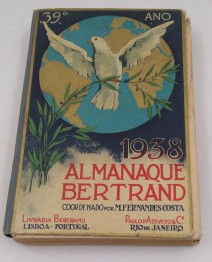 39º ANO
1938
ALMANAQUE
BERTRAND
COORDENADO POR M. FERNANDES COSTA
LIVRARIA BERTRAND PAULO D'AZEVEDO & Cª
LISBOA - PORTUGAL RIO DE JANEIRO